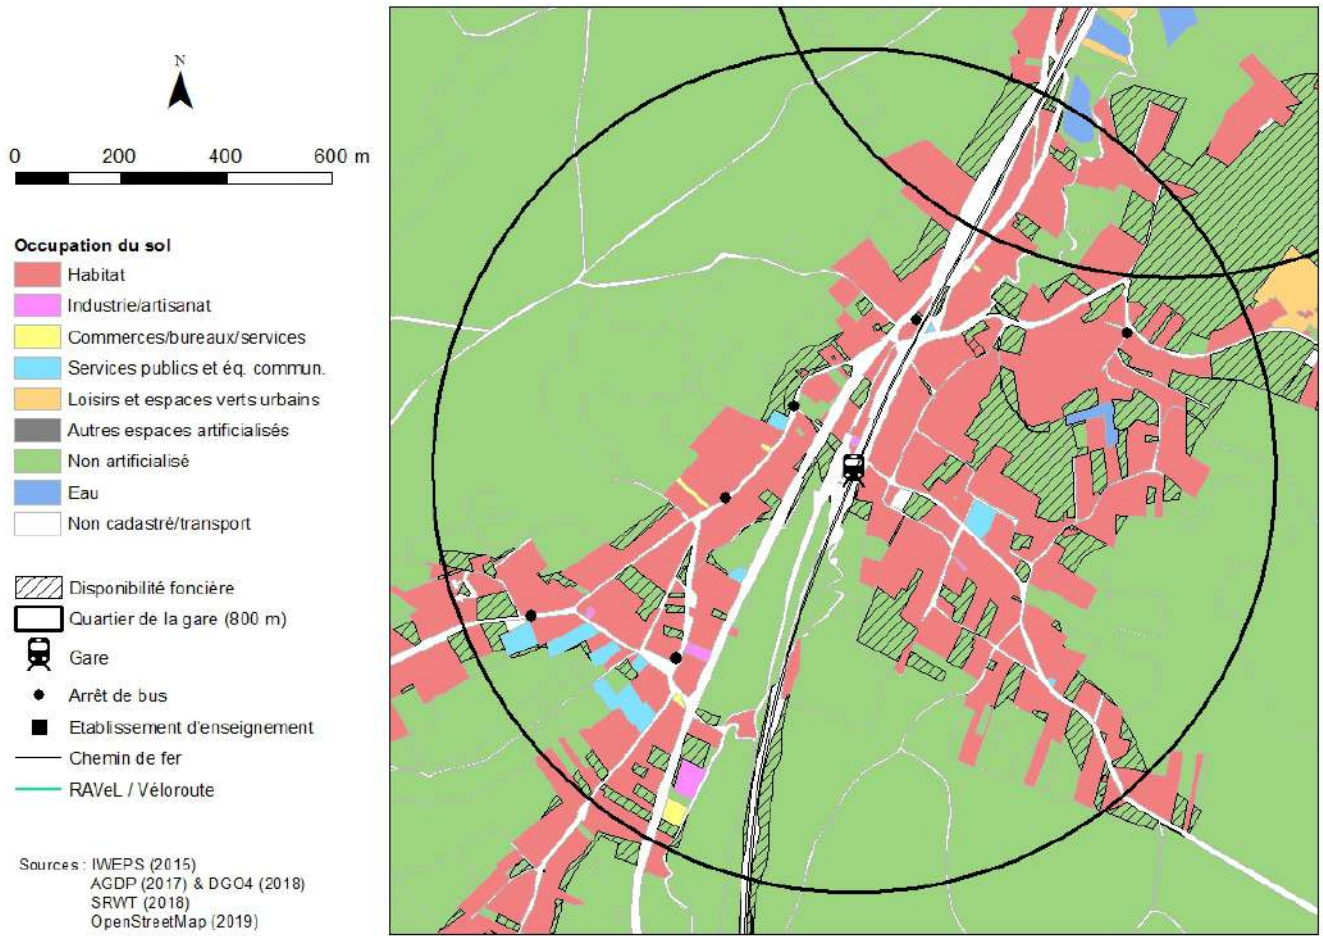 N
0 200 400 600 m
Occupation du sol
Habitat
Industrie/artisanat
Commerces/bureaux/services
Services publics et éq. commun.
Loisirs et espaces verts urbains
Autres espaces artificialisés
Non artificialisé
Eau
Non cadastré/transport
Disponibilité foncière
Quartier de la gare (800 m)
Gare
Arrêt de bus
Etablissement d'enseignement
Chemin de fer
RAVeL / Véloroute
Sources : IWEPS (2015)
AGDP (2017) & DGO4 (2018)
SRWT (2018)
OpenStreetMap (2019)